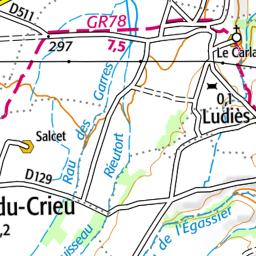 D511
GR78
297
7,5
Le Carla
Garres
des
Rau
Rieutort
0,1
Ludiès
Salcet
D129
du-Crieu
,2
uisseau
de l'Égassier